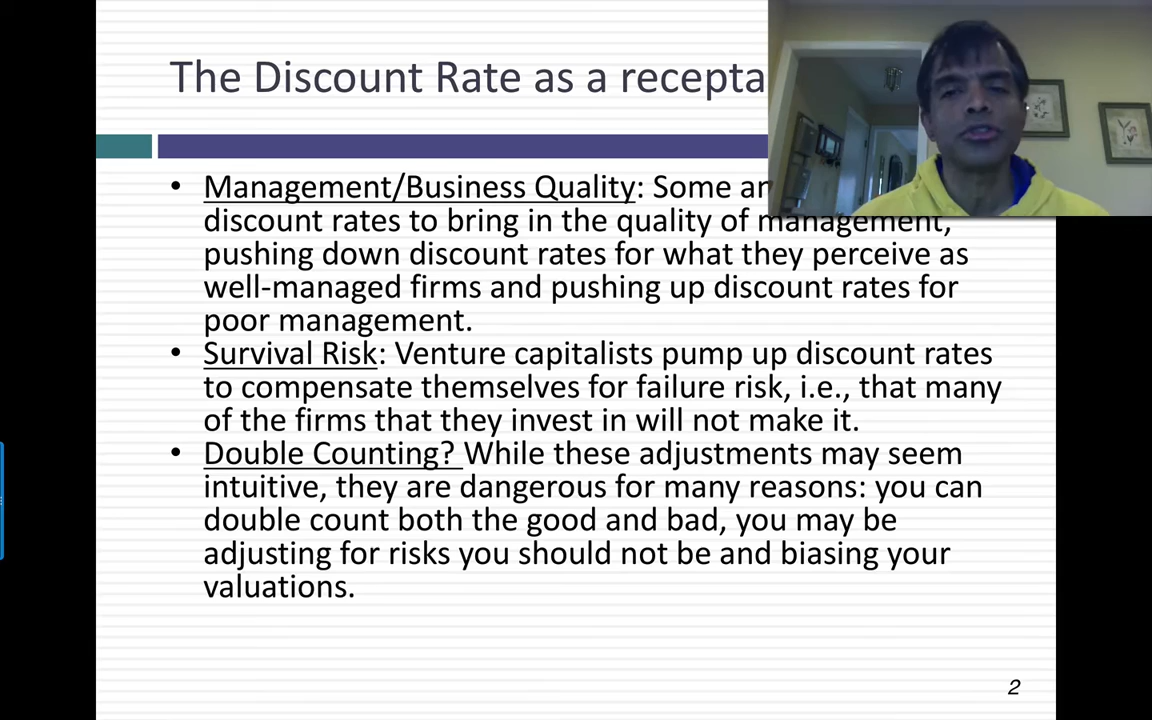 The Discount Rate as a recepta
• Management/Business Quality: Some
discount rates to bring in the quality of management,
pushing down discount rates for what they perceive as
well-managed firms and pushing up discount rates for
poor management.
• Survival Risk: Venture capitalists pump up discount rates
to compensate themselves for failure risk, i.e., that many
of the firms that they invest in will not make it.
• Double Counting? While these adjustments may seem
intuitive, they are dangerous for many reasons: you can
double count both the good and bad, you may be
adjusting for risks you should not be and biasing your
valuations.
2